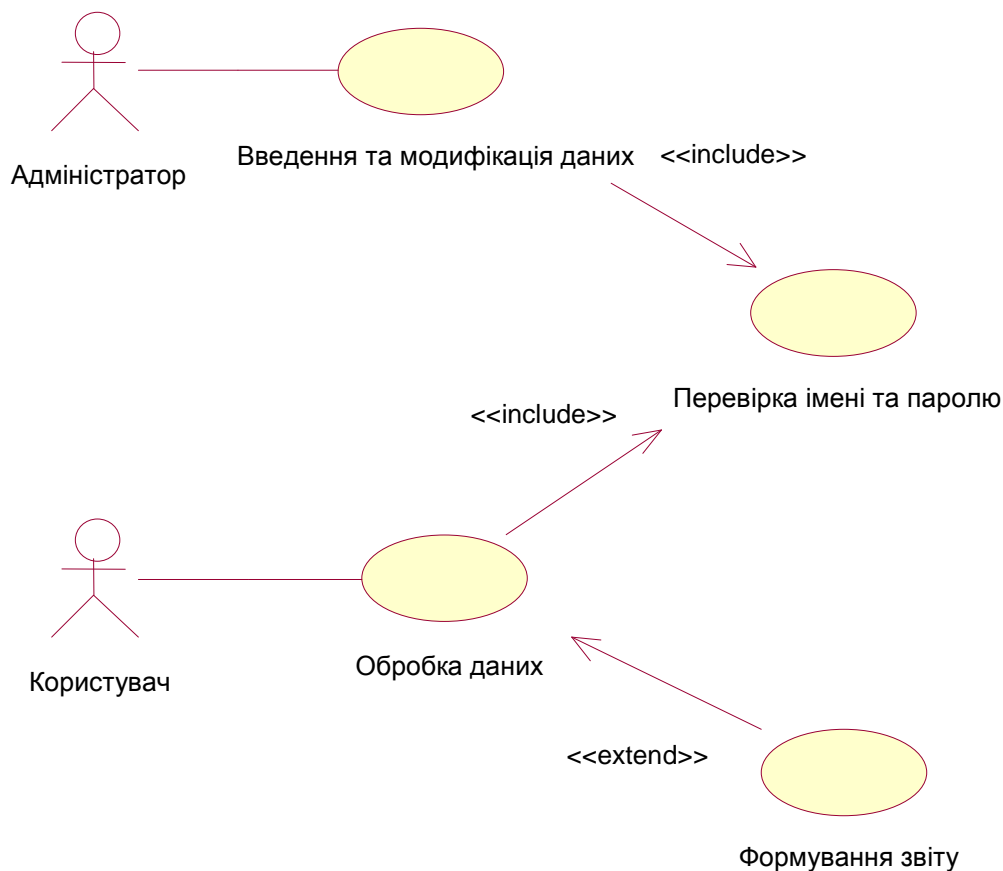 Адміністратор
Введення та модифікація даних
<<include>>
Перевірка імені та паролю
<<include>>
Користувач
Обробка даних
<<extend>>
Формування звіту